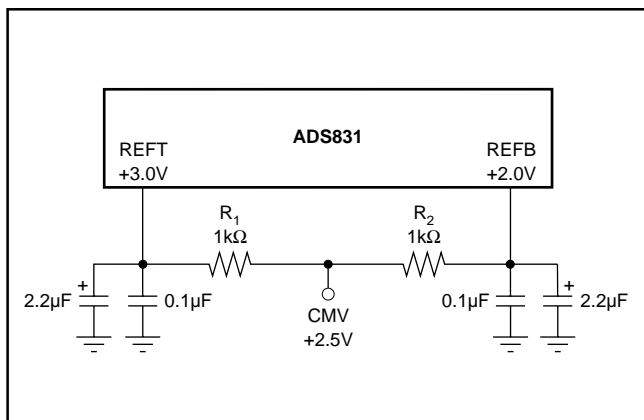 ADS831
REFT
+3.0V
REFB
+2.0V
R1
1kΩ
R2
1kΩ
+
2.2µF
0.1µF
CMV
+2.5V
0.1µF
+
2.2µF